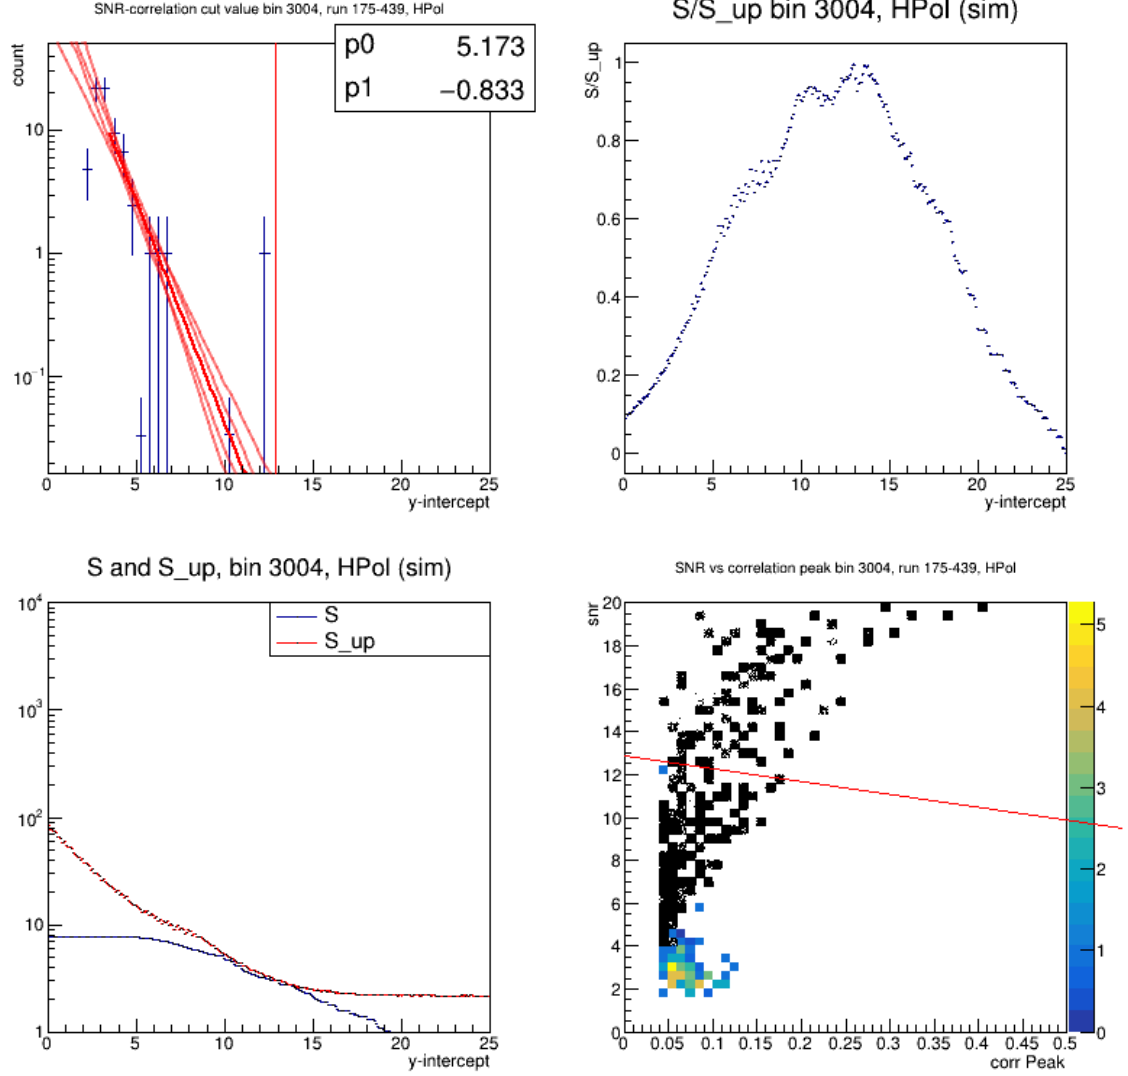 SNR-correlation cut value bin 3004, run 175-439, HPol
count
p0 5.173
p1 −0.833
10
1
10⁻¹
0 5 10 15 20 25
y-intercept
S/S_up bin 3004, HPol (sim)
S/S_up
1
0.8
0.6
0.4
0.2
0
0 5 10 15 20 25
y-intercept
S and S_up, bin 3004, HPol (sim)
S
S_up
10⁴
10³
10²
10
1
0 5 10 15 20 25
y-intercept
SNR vs correlation peak bin 3004, run 175-439, HPol
snr
20
18
16
14
12
10
8
6
4
2
0
0 0.05 0.1 0.15 0.2 0.25 0.3 0.35 0.4 0.45 0.5
corr Peak
5
4
3
2
1
0